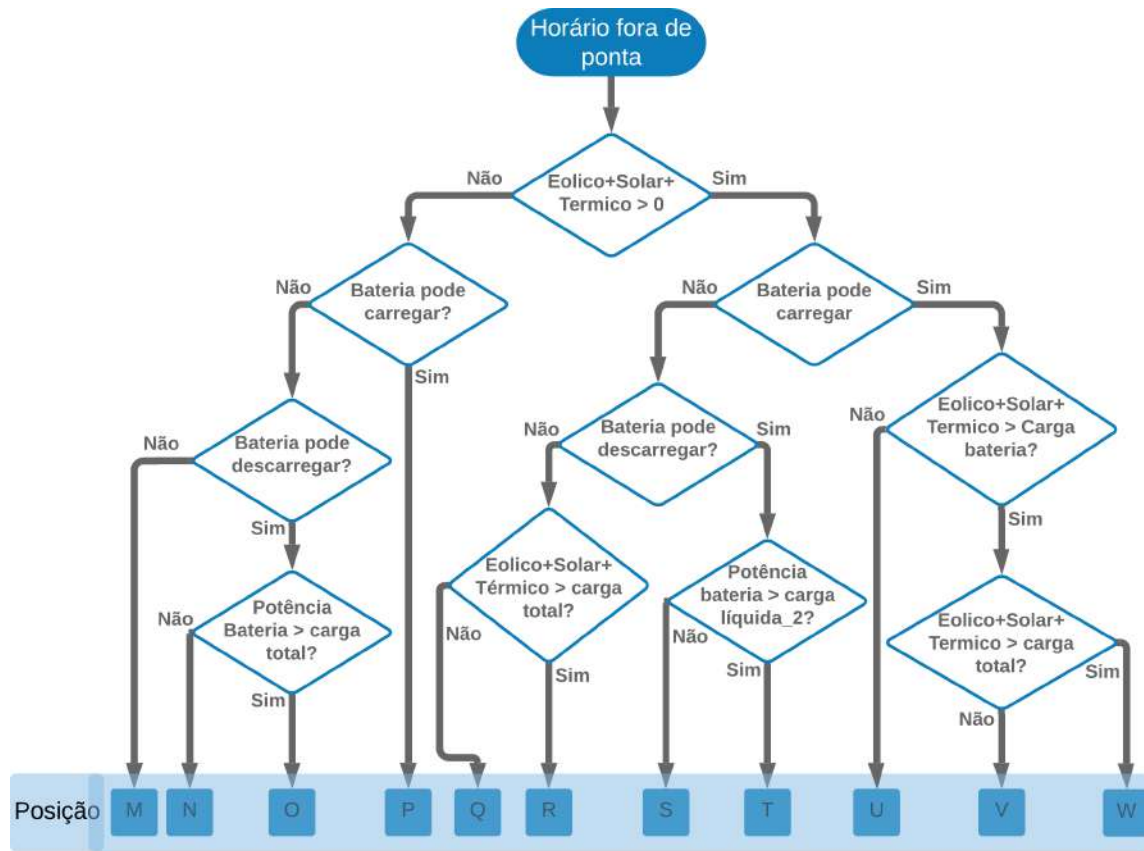 Horário fora de
ponta
Não
Eolico+Solar+
Termico > 0
Sim
Não
Bateria pode
carregar?
Sim
Não
Bateria pode
carregar
Sim
Não
Bateria pode
descarregar?
Sim
Não
Bateria pode
descarregar?
Sim
Não
Eolico+Solar+
Termico > Carga
bateria?
Sim
Não
Potência
Bateria > carga
total?
Sim
Eolico+Solar+
Térmico > carga
total?
Não
Sim
Potência
bateria > carga
líquida_2?
Não
Sim
Eolico+Solar+
Termico > carga
total?
Sim
Não
Posição M N O P Q R S T U V W